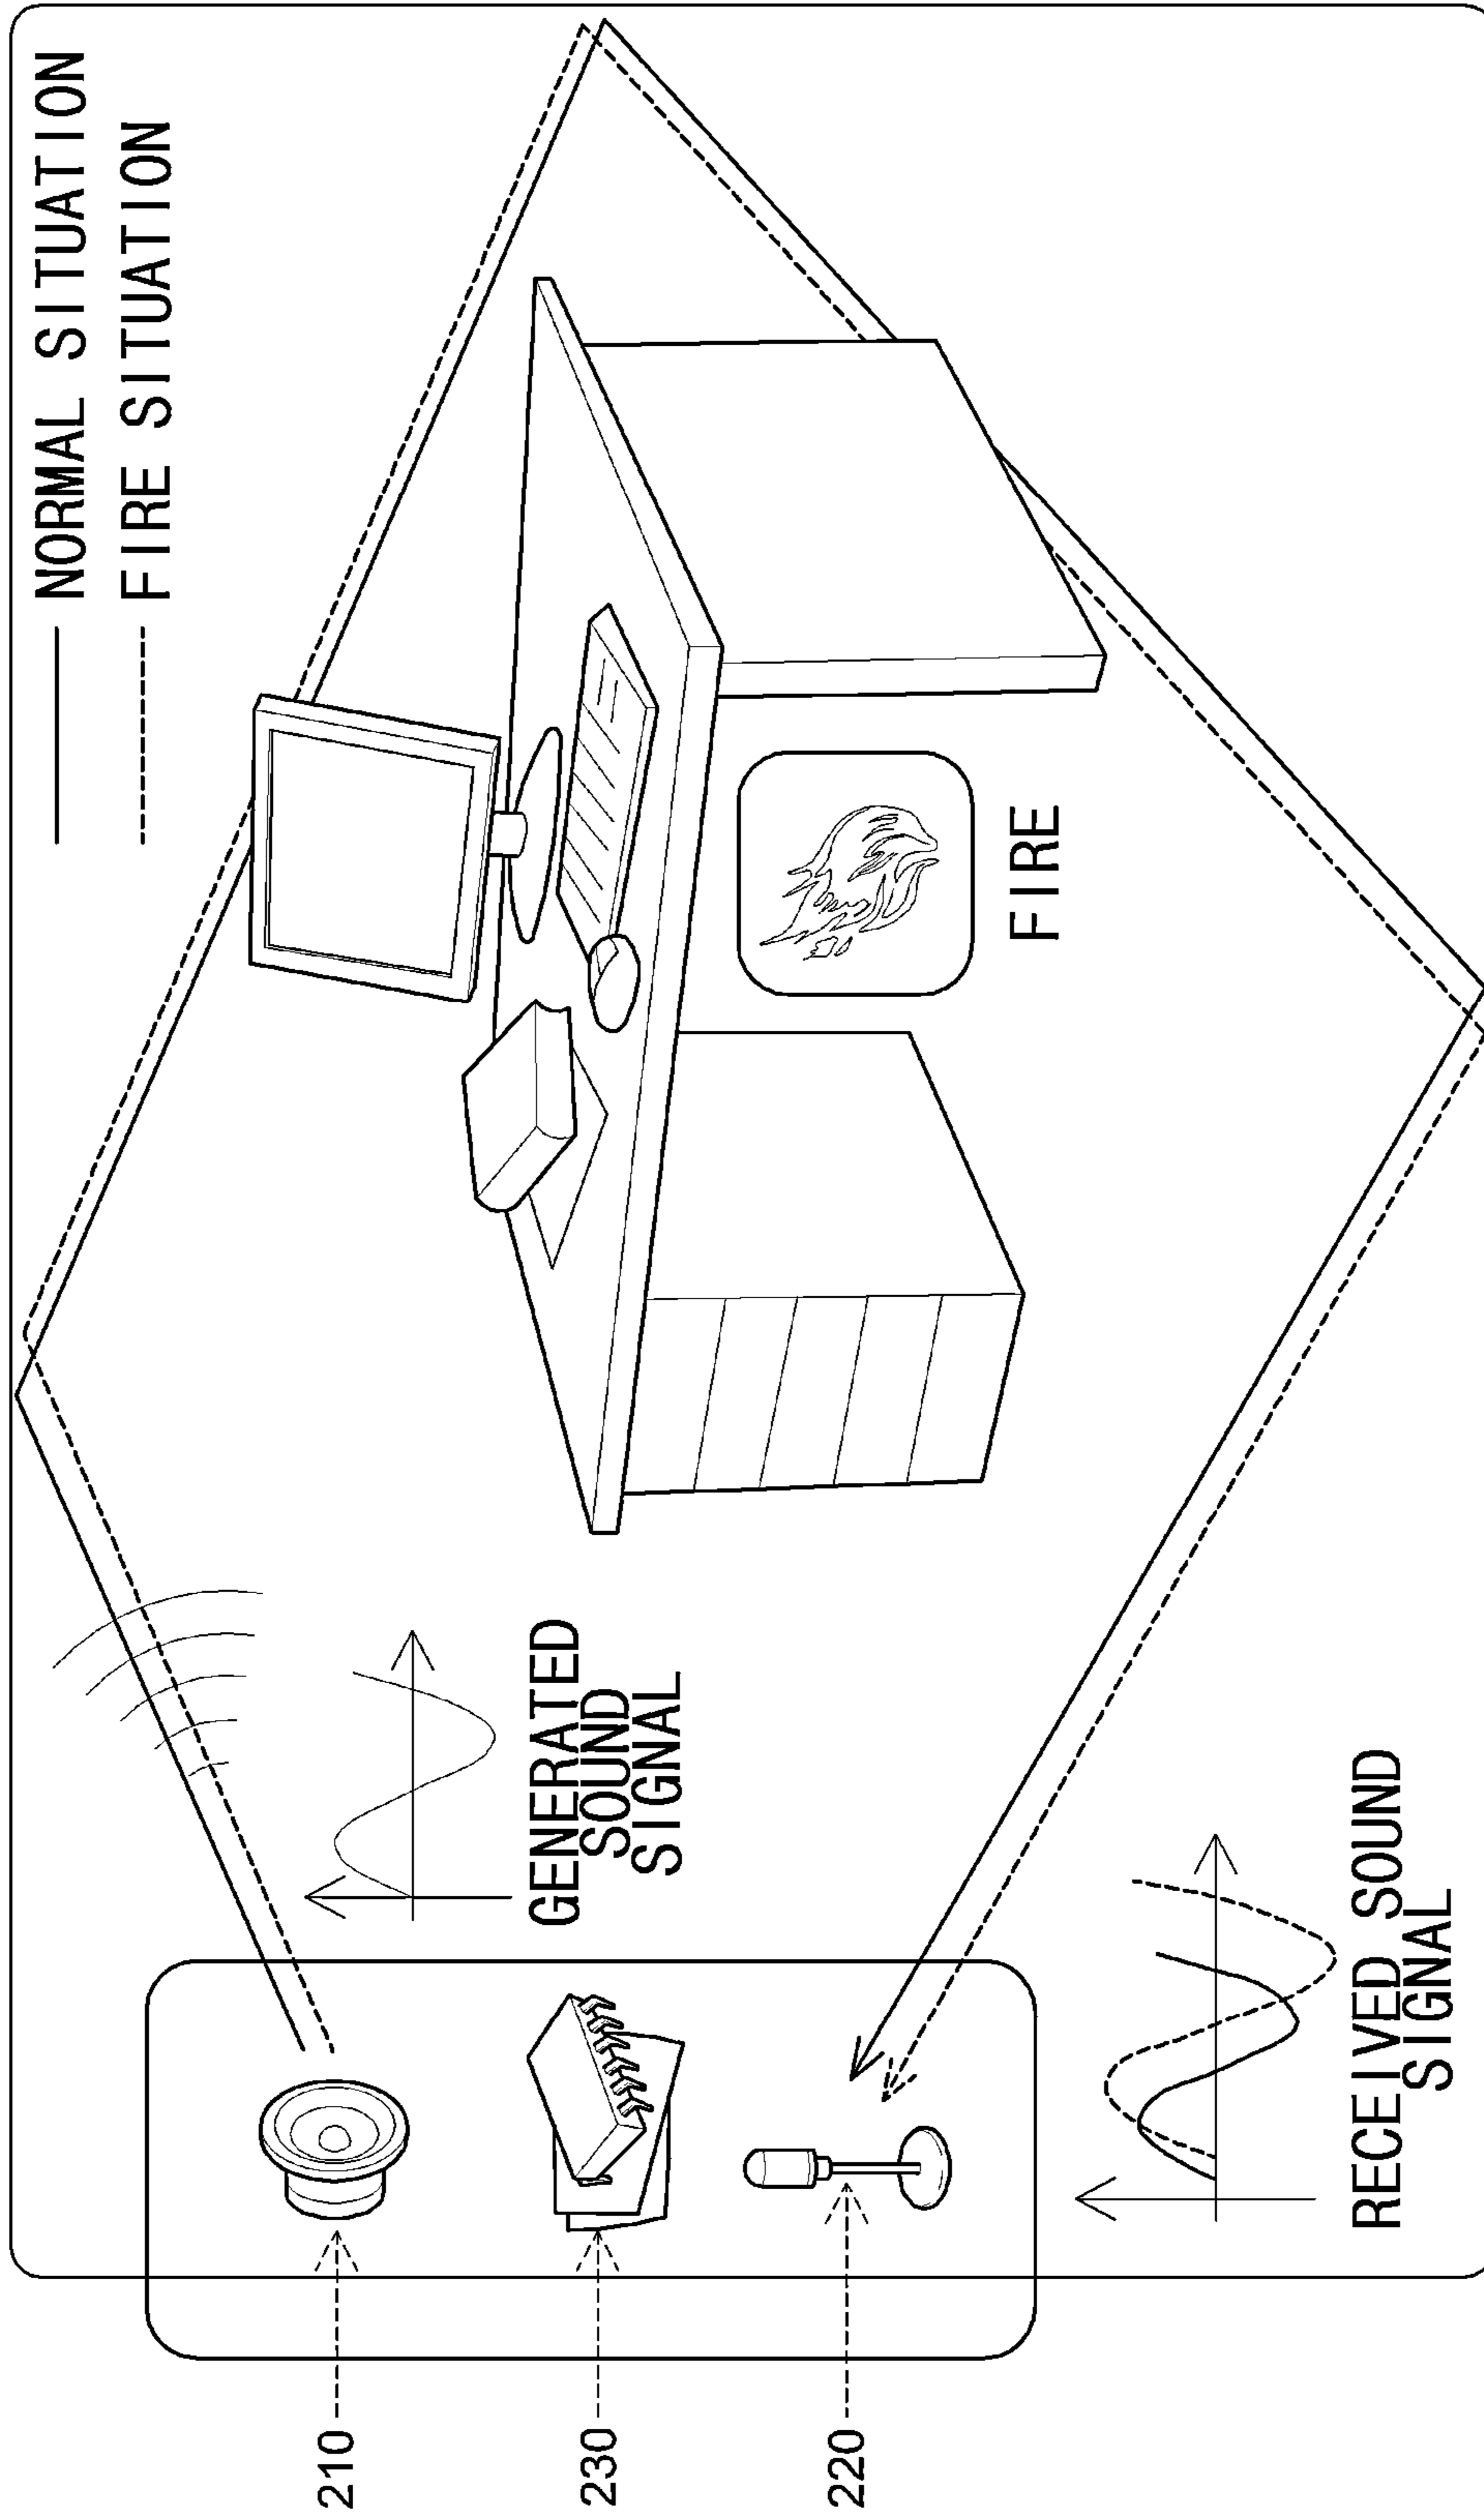 NORMAL SITUATION
FIRE SITUATION
210
230
220
GENERATED
SOUND
SIGNAL
FIRE
RECEIVED SOUND
SIGNAL